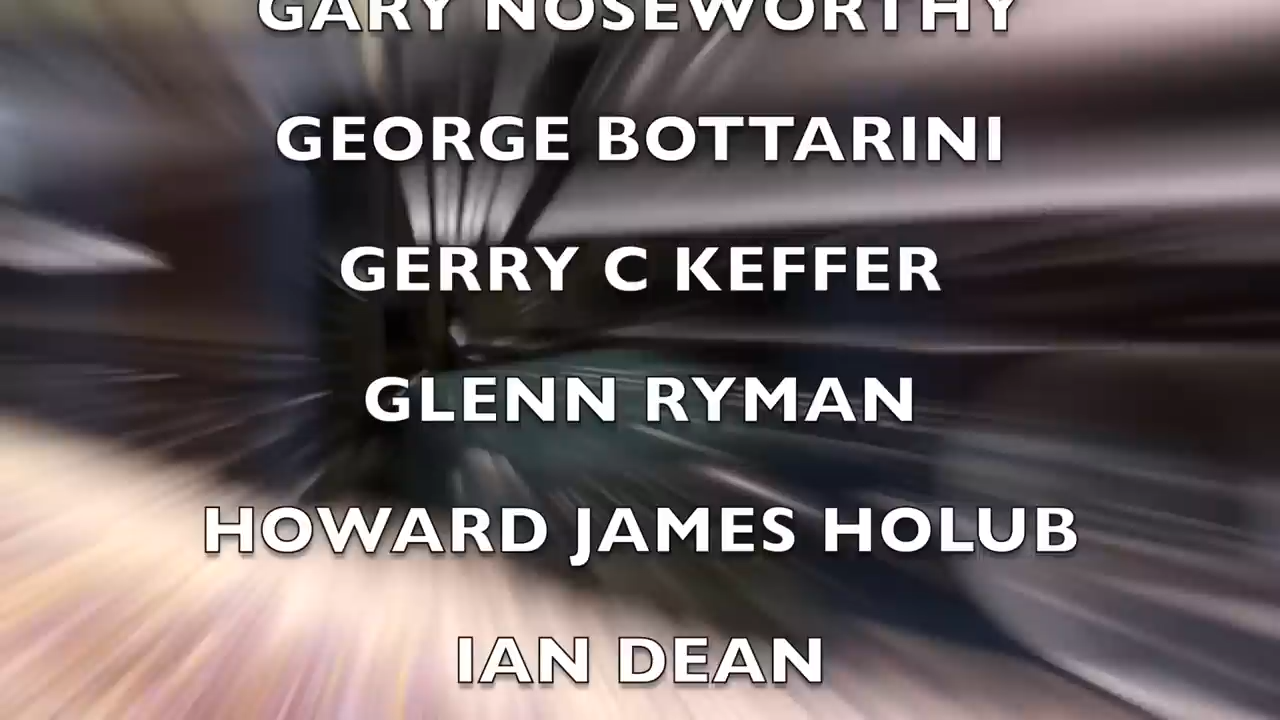 GARY NOSEWORTHY
GEORGE BOTTARINI
GERRY C KEFFER
GLENN RYMAN
HOWARD JAMES HOLUB
IAN DEAN